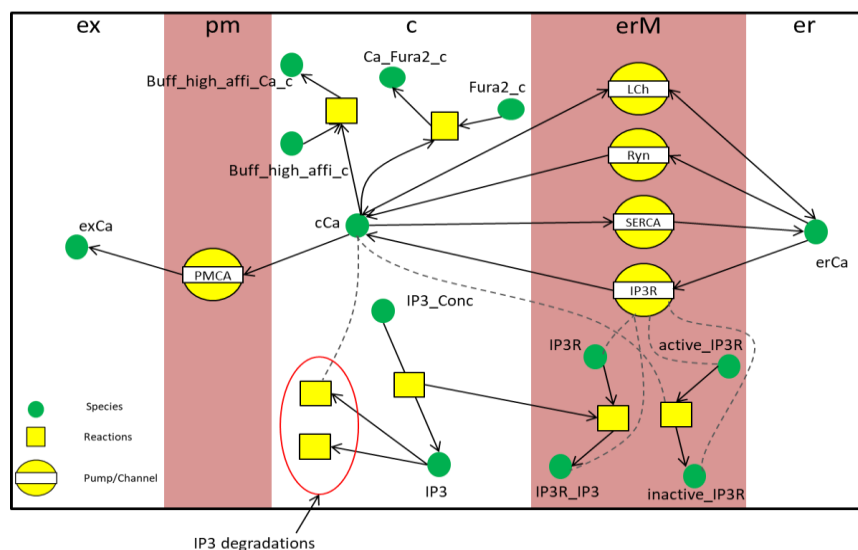 ex
pm
c
erM
er
Buff_high_affi_Ca_c
Ca_Fura2_c
Fura2_c
LCh
Buff_high_affi_c
Ryn
exCa
cCa
SERCA
erCa
PMCA
IP3R
IP3_Conc
IP3R
active_IP3R
Species
Reactions
Pump/Channel
IP3
IP3R_IP3
inactive_IP3R
IP3 degradations